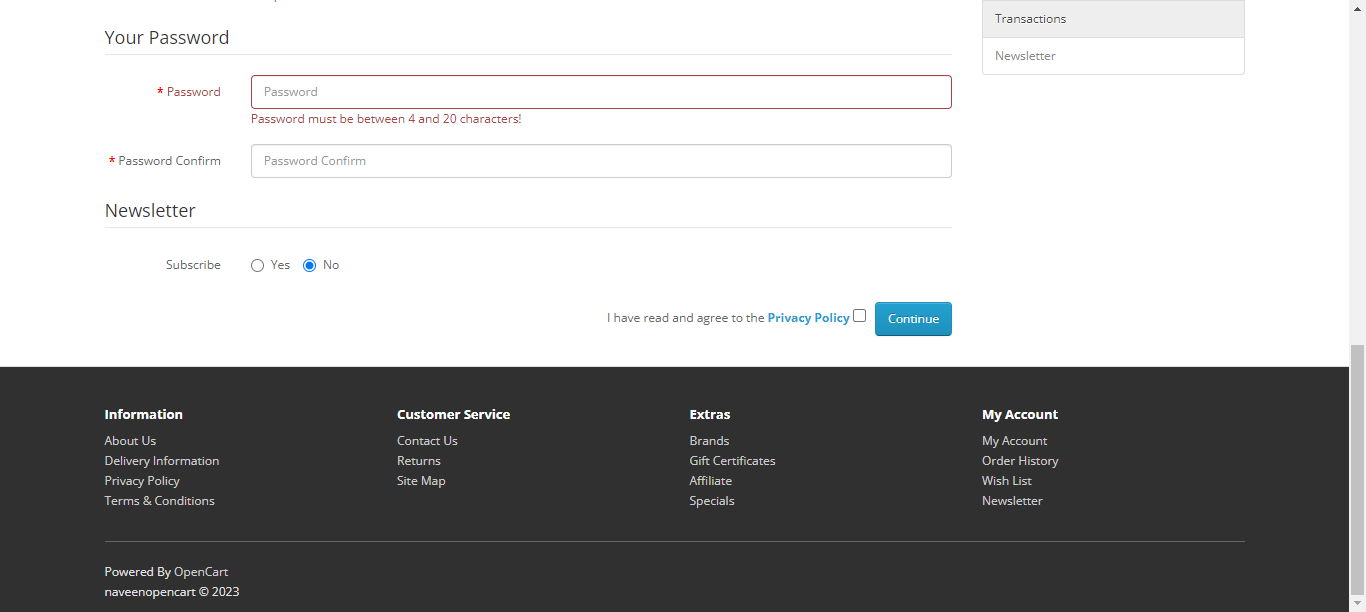 Transactions
Your Password
Newsletter
* Password
Password
Password must be between 4 and 20 characters!
* Password Confirm
Password Confirm
Newsletter
Subscribe
Yes
No
I have read and agree to the Privacy Policy
Continue
Information
Customer Service
Extras
My Account
About Us
Contact Us
Brands
My Account
Delivery Information
Returns
Gift Certificates
Order History
Privacy Policy
Site Map
Affiliate
Wish List
Terms & Conditions
Specials
Newsletter
Powered By OpenCart
naveenopencart © 2023